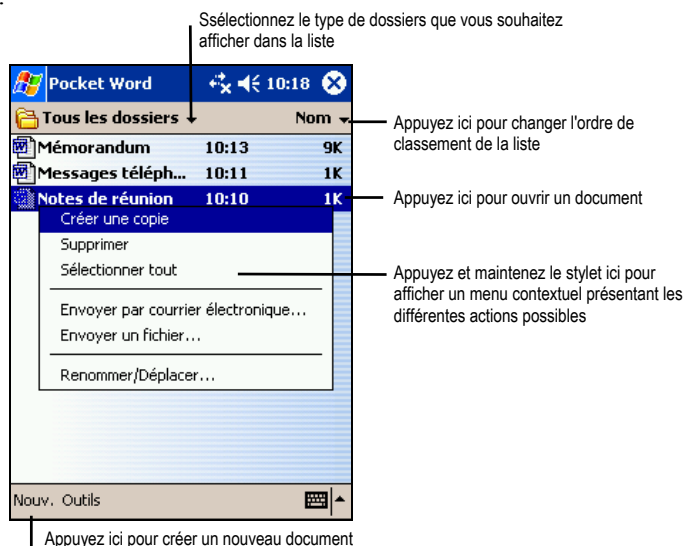 Ssélectionnez le type de dossiers que vous souhaitez
afficher dans la liste
Pocket Word 10:18
Tous les dossiers Nom
Mémorandum 10:13 9K
Messages téléph... 10:11 1K
Notes de réunion 10:10 1K
Créer une copie
Supprimer
Sélectionner tout
Envoyer par courrier électronique...
Envoyer un fichier...
Renommer/Déplacer...
Nouv. Outils
Appuyez ici pour changer l'ordre de
classement de la liste
Appuyez ici pour ouvrir un document
Appuyez et maintenez le stylet ici pour
afficher un menu contextuel présentant les
différentes actions possibles
Appuyez ici pour créer un nouveau document